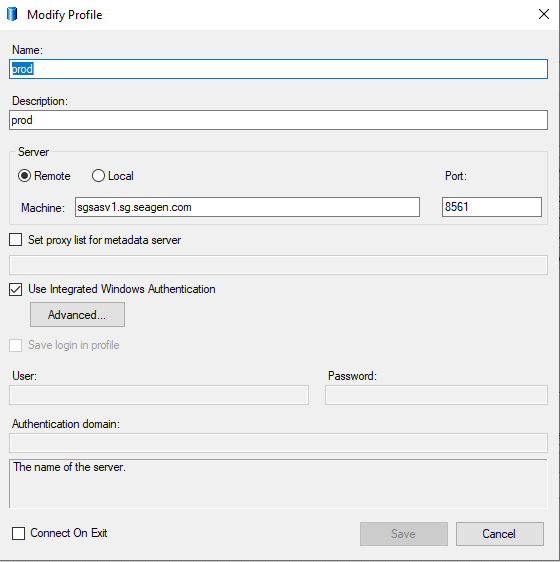 Modify Profile
Name:
prod
Description:
prod
Server
Remote Local Port:
Machine: sgsasv1.sg.seagen.com 8561
Set proxy list for metadata server
Use Integrated Windows Authentication
Advanced...
Save login in profile
User: Password:
Authentication domain:
The name of the server.
Connect On Exit Save Cancel